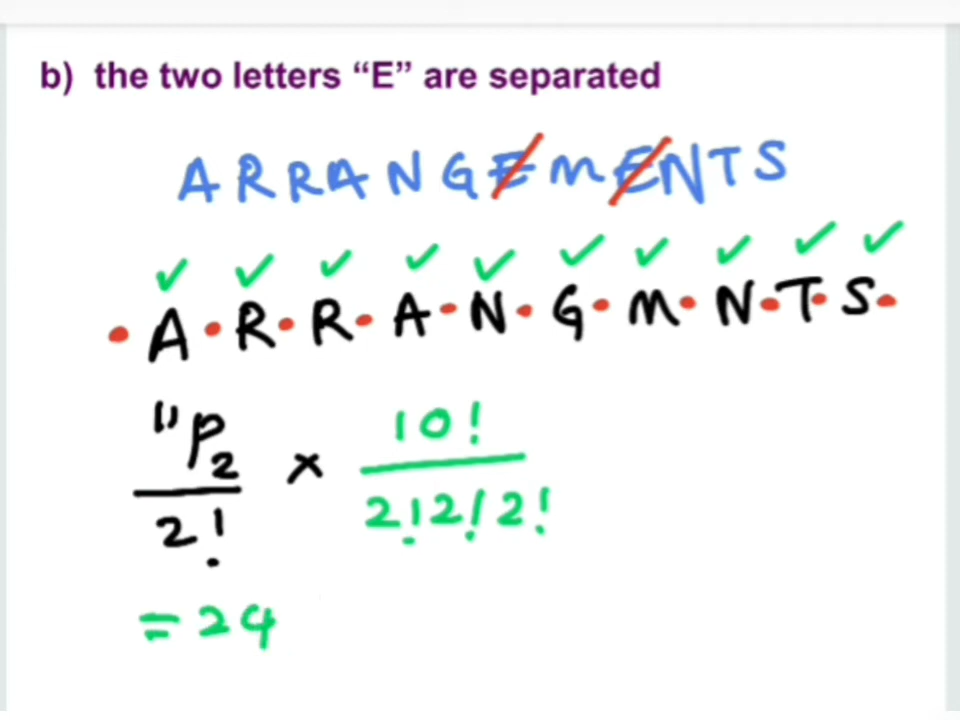 b) the two letters “E” are separated
ARRANGEMENTS
A R R A N G M N T S
¹¹P₂ / 2! × 10! / 2!2!2!
= 24